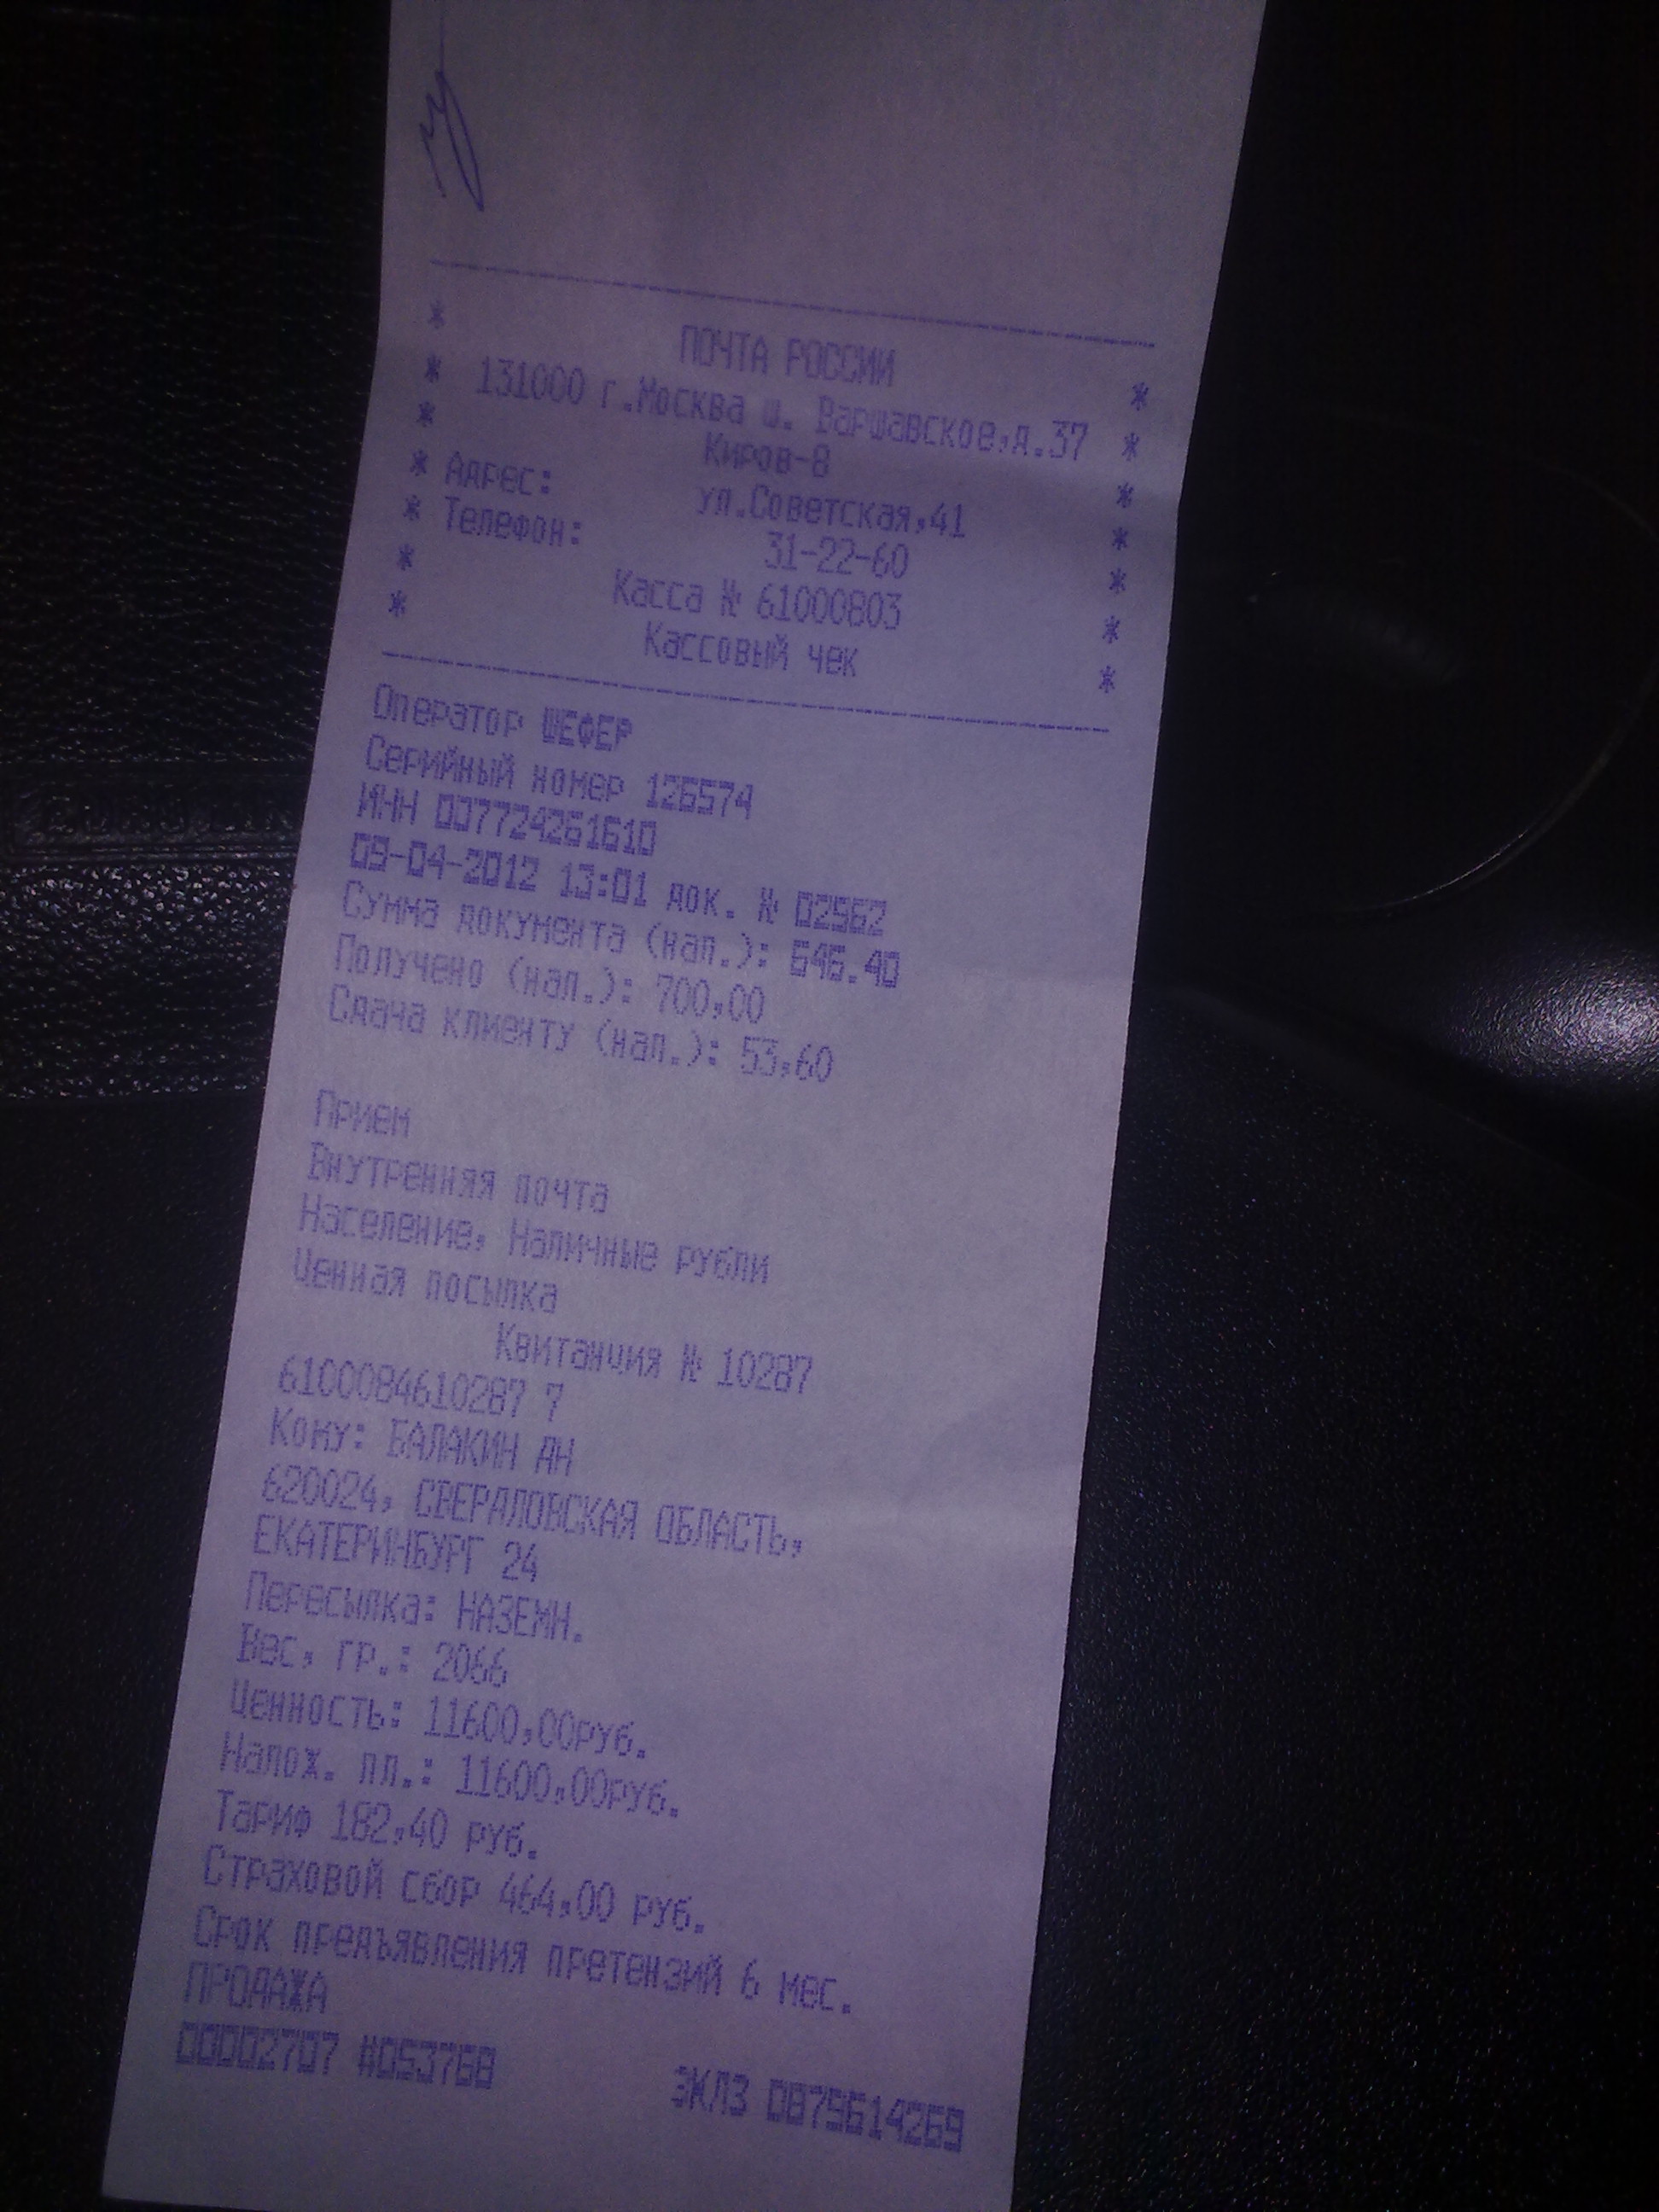 * ПОЧТА РОССИИ *
* 131000 г.Москва ш. Варшавское,д.37 *
* Киров-8 *
* Адрес: ул.Советская,41 *
* Телефон: 31-22-60 *
* Касса № 61000803 *
* Кассовый чек *
Оператор ШЕФЕР
Серийный номер 126574
ИНН 007724261610
09-04-2012 13:01 док. № 02962
Сумма документа (нал.): 646.40
Получено (нал.): 700,00
Сдача клиенту (нал.): 53,60
Прием
Внутренняя почта
Население, Наличные рубли
Ценная посылка
Квитанция № 10287
6100084610287 7
Кому: БАЛАКИН АН
620024, СВЕРДЛОВСКАЯ ОБЛАСТЬ,
ЕКАТЕРИНБУРГ 24
Пересылка: НАЗЕМН.
Вес, гр.: 2066
Ценность: 11600,00руб.
Налож. пл.: 11600,00руб.
Тариф 182,40 руб.
Страховой сбор 464,00 руб.
Срок предъявления претензий 6 мес.
ПРОДАЖА
00002707 #053768 ЭКЛЗ 0879614269